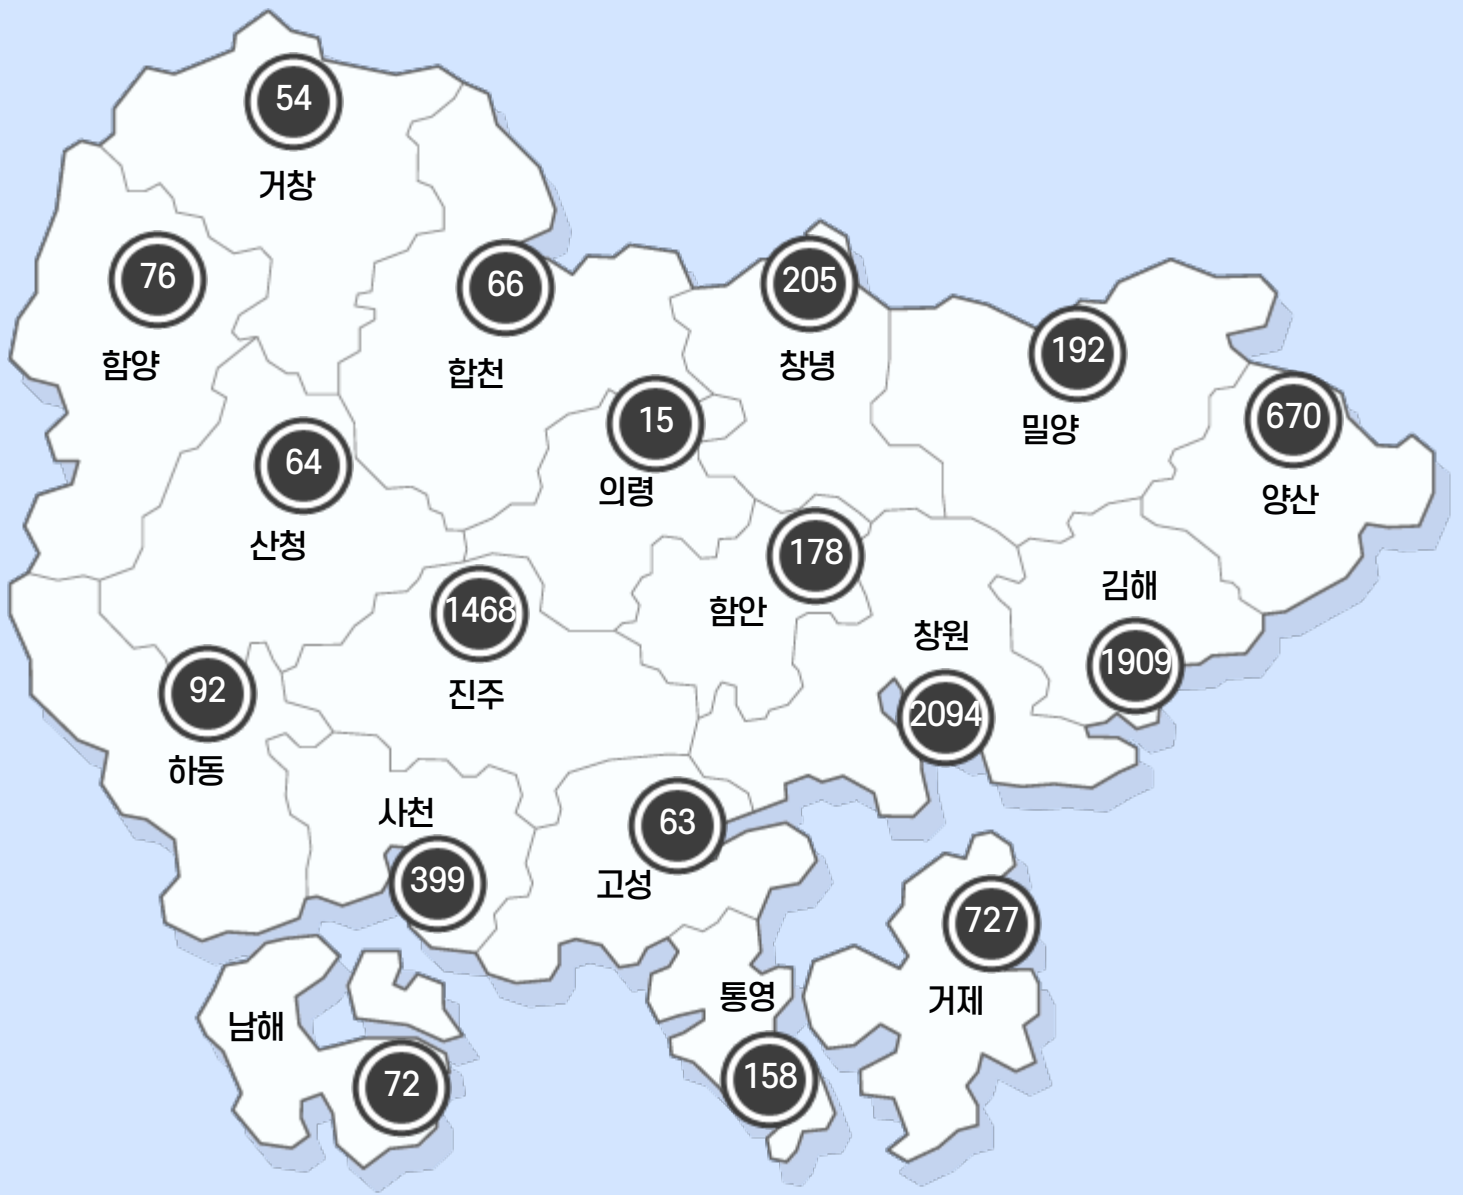 54
거창
76
함양
66
합천
205
창녕
192
밀양
670
양산
15
의령
64
산청
178
함안
1468
진주
김해
1909
창원
2094
92
하동
사천
399
63
고성
727
거제
통영
158
남해
72